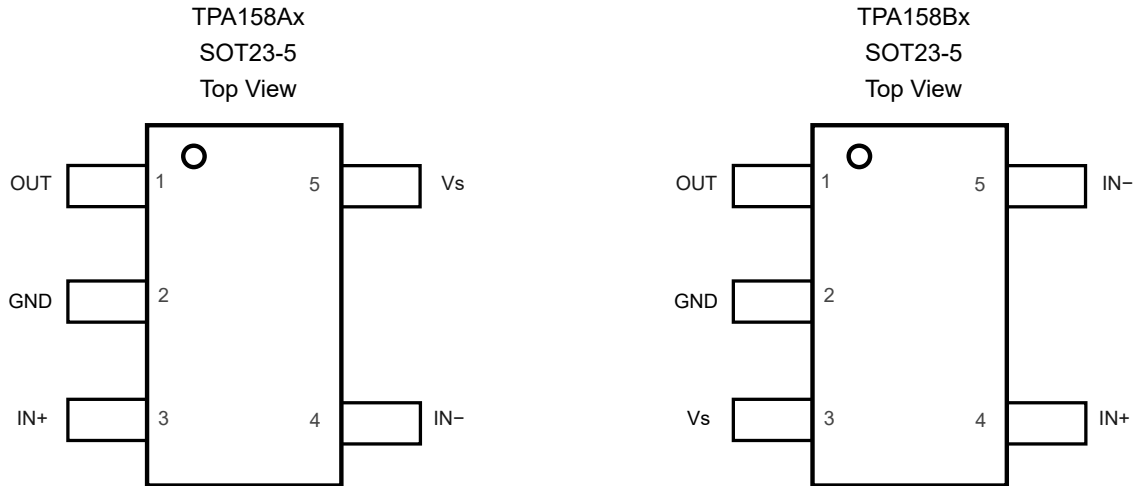 TPA158Ax
SOT23-5
Top View
OUT 1 5 Vs
GND 2
IN+ 3 4 IN−
TPA158Bx
SOT23-5
Top View
OUT 1 5 IN−
GND 2
Vs 3 4 IN+